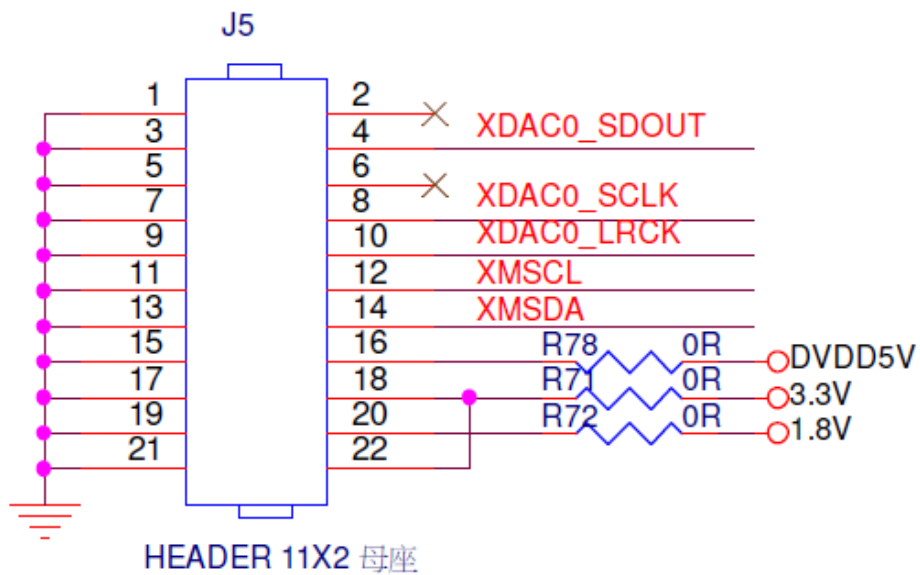 J5
1 2
3 4 XDAC0_SDOUT
5 6
7 8 XDAC0_SCLK
9 10 XDAC0_LRCK
11 12 XMSCL
13 14 XMSDA
15 16 R78 0R DVDD5V
17 18 R71 0R 3.3V
19 20 R72 0R 1.8V
21 22
HEADER 11X2 母座